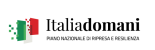 Italiadomani
PIANO NAZIONALE DI RIPRESA E RESILIENZA